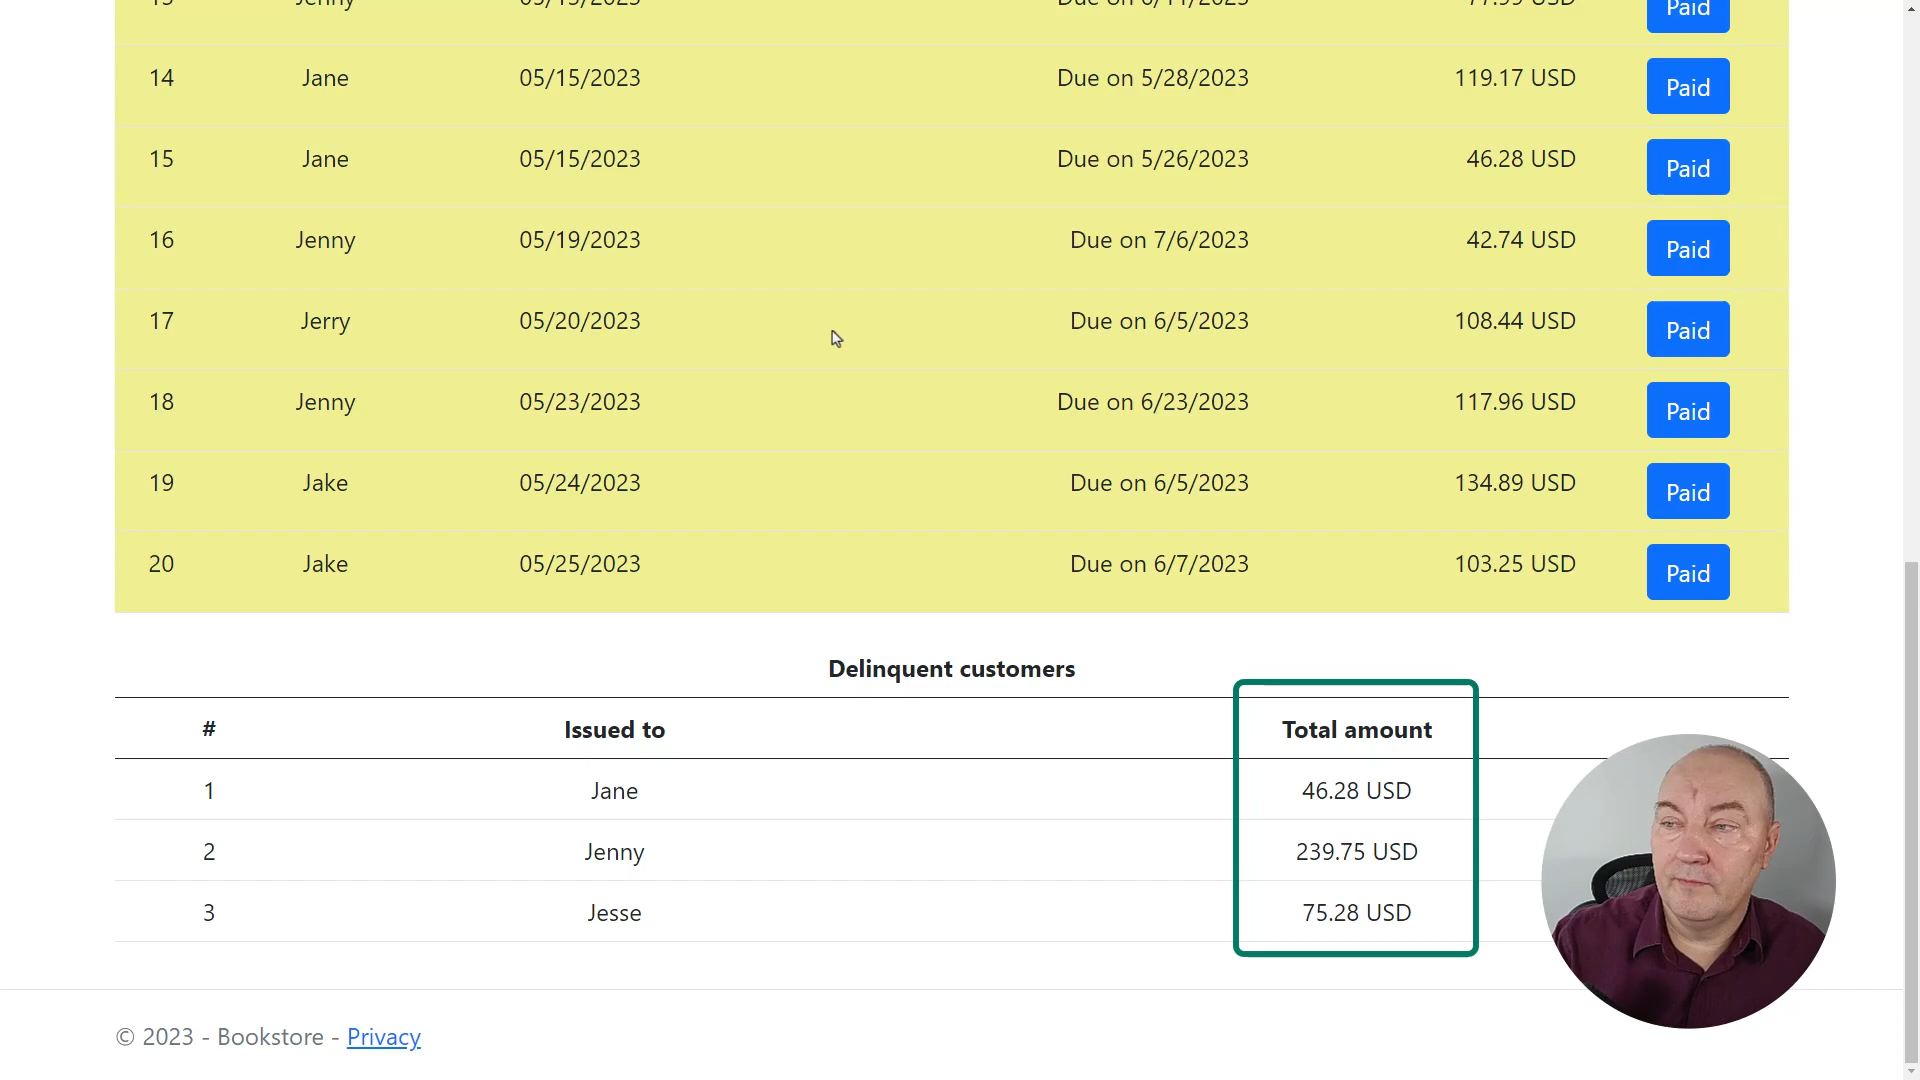 14 Jane 05/15/2023 Due on 5/28/2023 119.17 USD Paid
15 Jane 05/15/2023 Due on 5/26/2023 46.28 USD Paid
16 Jenny 05/19/2023 Due on 7/6/2023 42.74 USD Paid
17 Jerry 05/20/2023 Due on 6/5/2023 108.44 USD Paid
18 Jenny 05/23/2023 Due on 6/23/2023 117.96 USD Paid
19 Jake 05/24/2023 Due on 6/5/2023 134.89 USD Paid
20 Jake 05/25/2023 Due on 6/7/2023 103.25 USD Paid
Delinquent customers
# Issued to Total amount
1 Jane 46.28 USD
2 Jenny 239.75 USD
3 Jesse 75.28 USD
© 2023 - Bookstore - Privacy